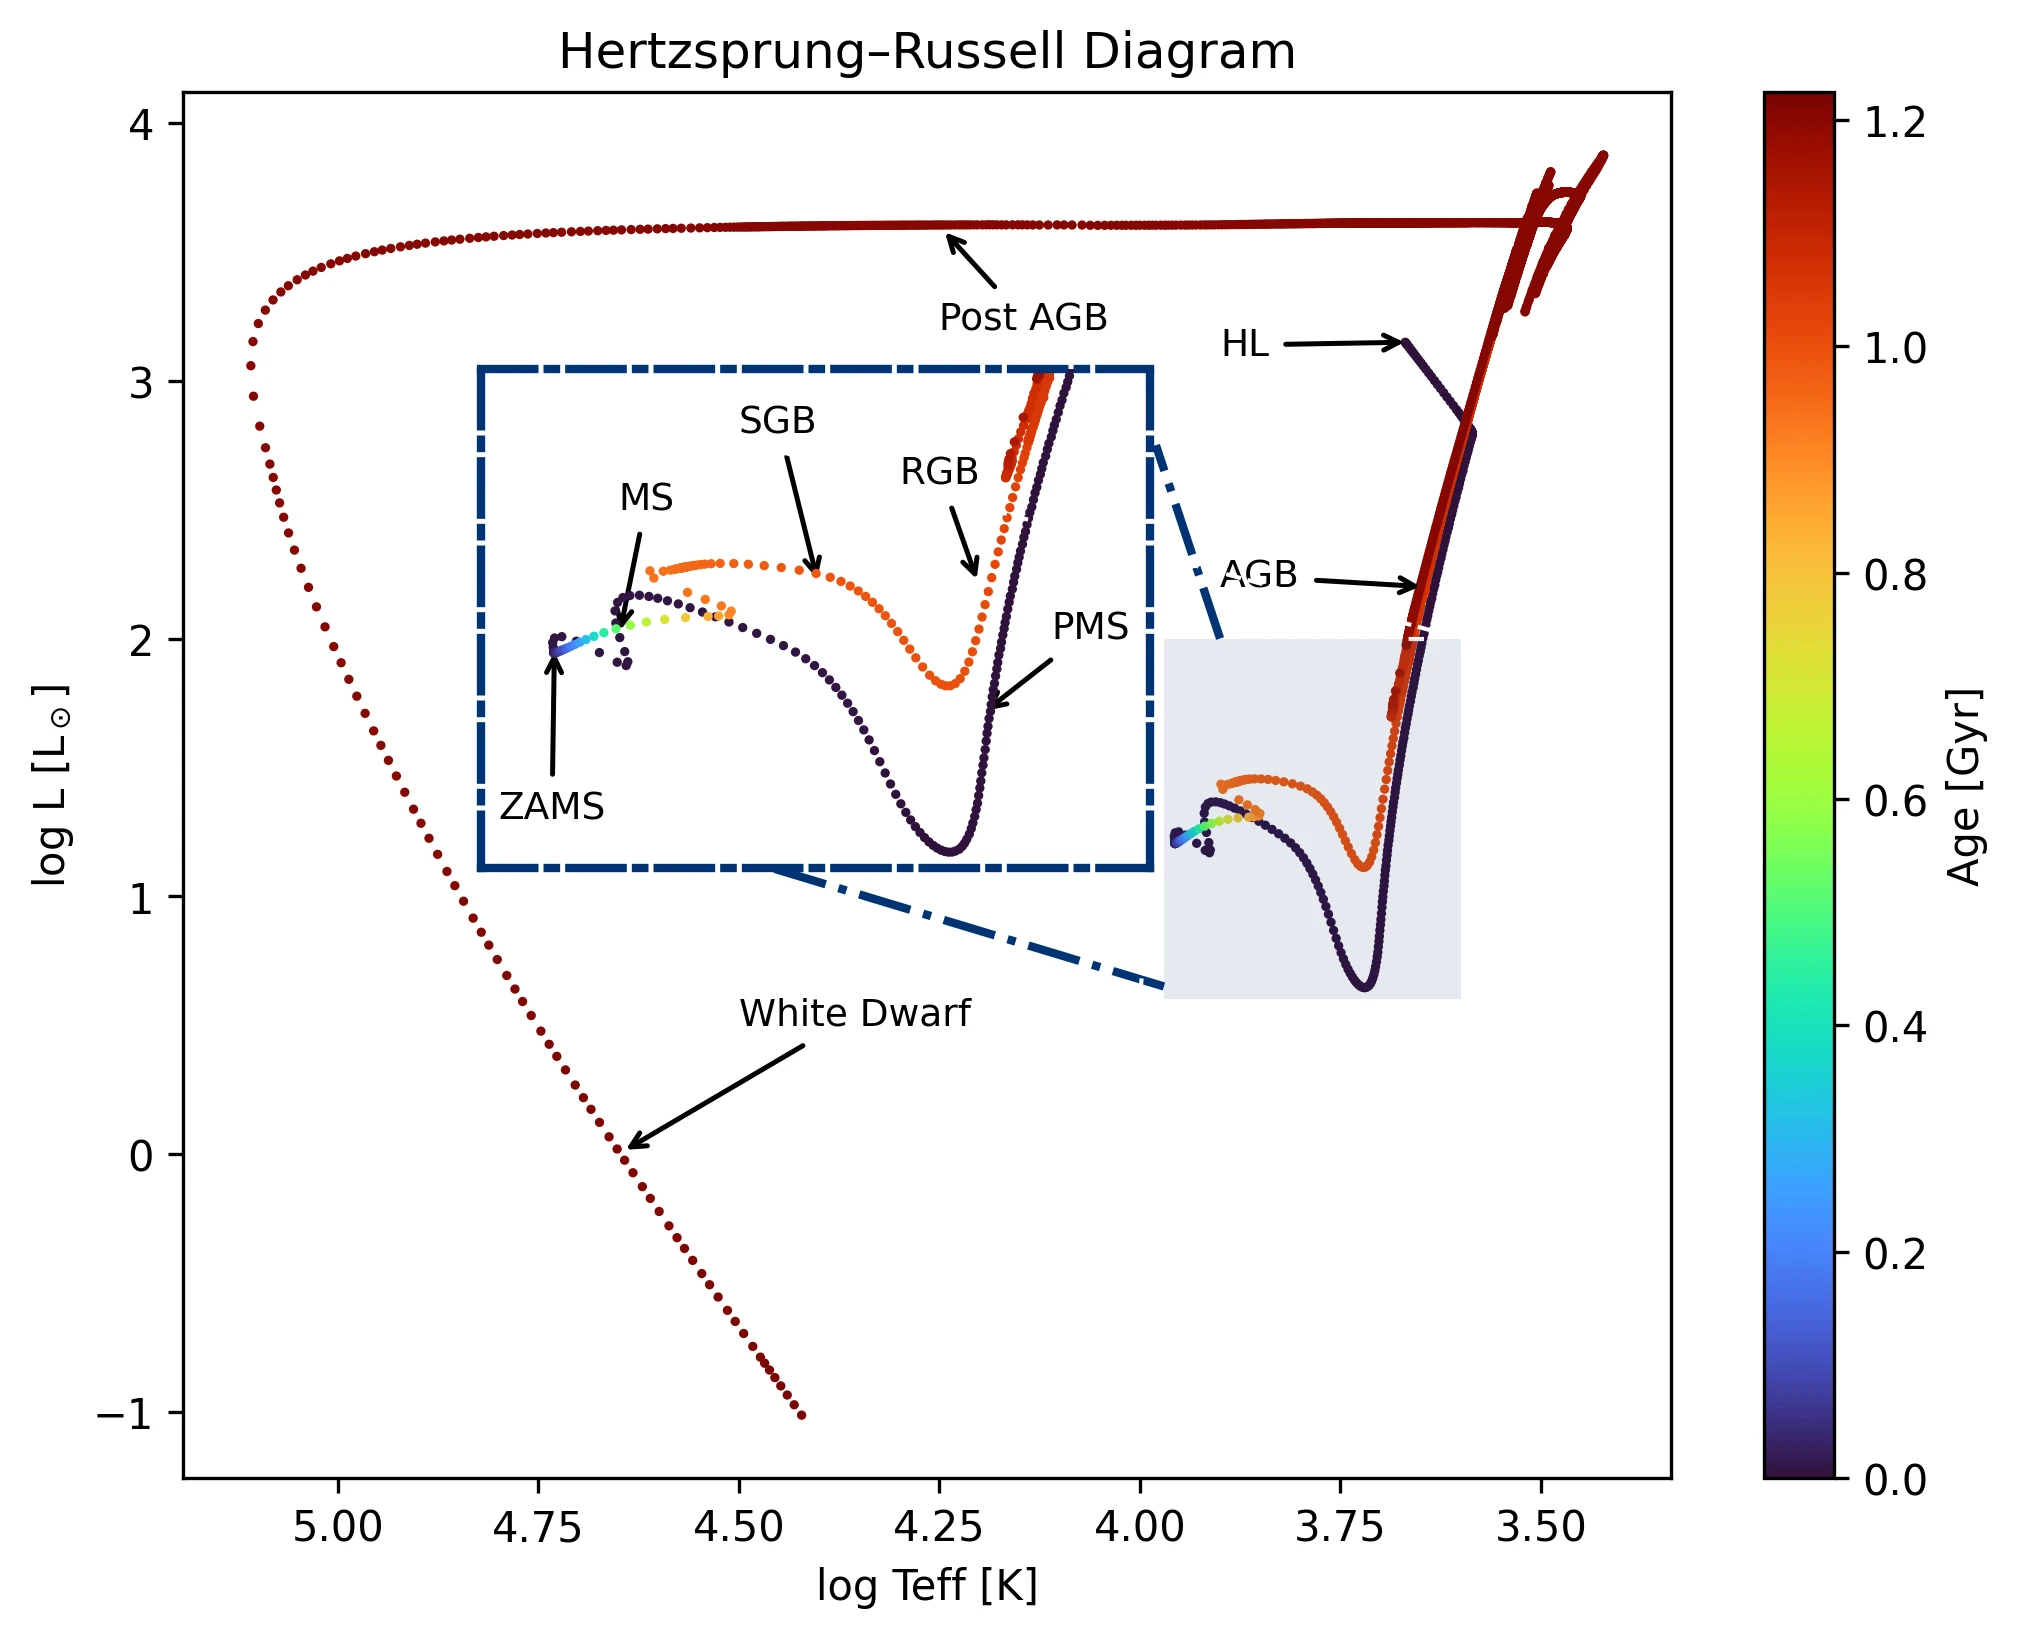 Hertzsprung–Russell Diagram
4
3
2
1
0
−1
log L [L☉]
5.00
4.75
4.50
4.25
4.00
3.75
3.50
log Teff [K]
Post AGB
HL
SGB
MS
RGB
AGB
PMS
ZAMS
White Dwarf
1.2
1.0
0.8
0.6
0.4
0.2
0.0
Age [Gyr]